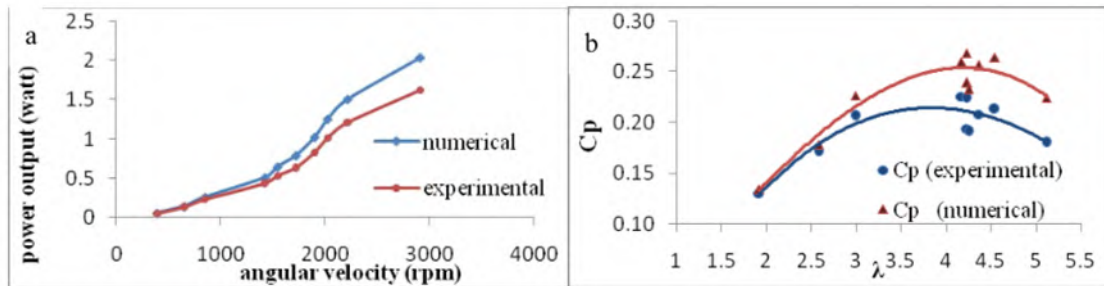 a
power output (watt)
2.5
2
1.5
1
0.5
0
0
1000
2000
3000
4000
angular velocity (rpm)
numerical
experimental
b
Cp
0.30
0.25
0.20
0.15
0.10
1
1.5
2
2.5
3
3.5
4
4.5
5
5.5
λ
Cp (experimental)
Cp (numerical)